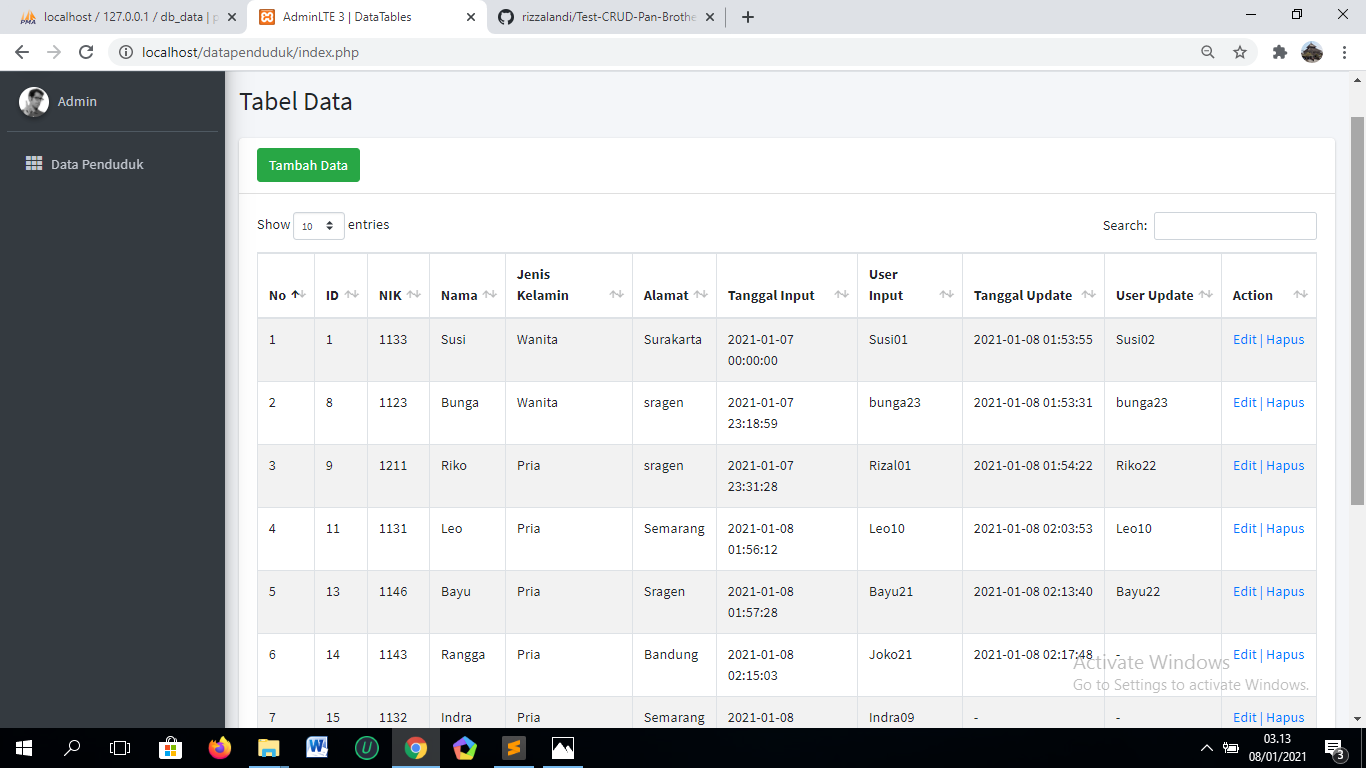 localhost / 127.0.0.1 / db_data | p
AdminLTE 3 | DataTables
rizzalandi/Test-CRUD-Pan-Brothe
localhost/datapenduduk/index.php
Admin
Data Penduduk
Tabel Data
Tambah Data
Show 10 entries
Search:
No ID NIK Nama Jenis Kelamin Alamat Tanggal Input User Input Tanggal Update User Update Action
1 1 1133 Susi Wanita Surakarta 2021-01-07 00:00:00 Susi01 2021-01-08 01:53:55 Susi02 Edit | Hapus
2 8 1123 Bunga Wanita sragen 2021-01-07 23:18:59 bunga23 2021-01-08 01:53:31 bunga23 Edit | Hapus
3 9 1211 Riko Pria sragen 2021-01-07 23:31:28 Rizal01 2021-01-08 01:54:22 Riko22 Edit | Hapus
4 11 1131 Leo Pria Semarang 2021-01-08 01:56:12 Leo10 2021-01-08 02:03:53 Leo10 Edit | Hapus
5 13 1146 Bayu Pria Sragen 2021-01-08 01:57:28 Bayu21 2021-01-08 02:13:40 Bayu22 Edit | Hapus
6 14 1143 Rangga Pria Bandung 2021-01-08 02:15:03 Joko21 2021-01-08 02:17:48 - Edit | Hapus
7 15 1132 Indra Pria Semarang 2021-01-08 Indra09 - - Edit | Hapus
Activate Windows
Go to Settings to activate Windows.
03.13
08/01/2021
3